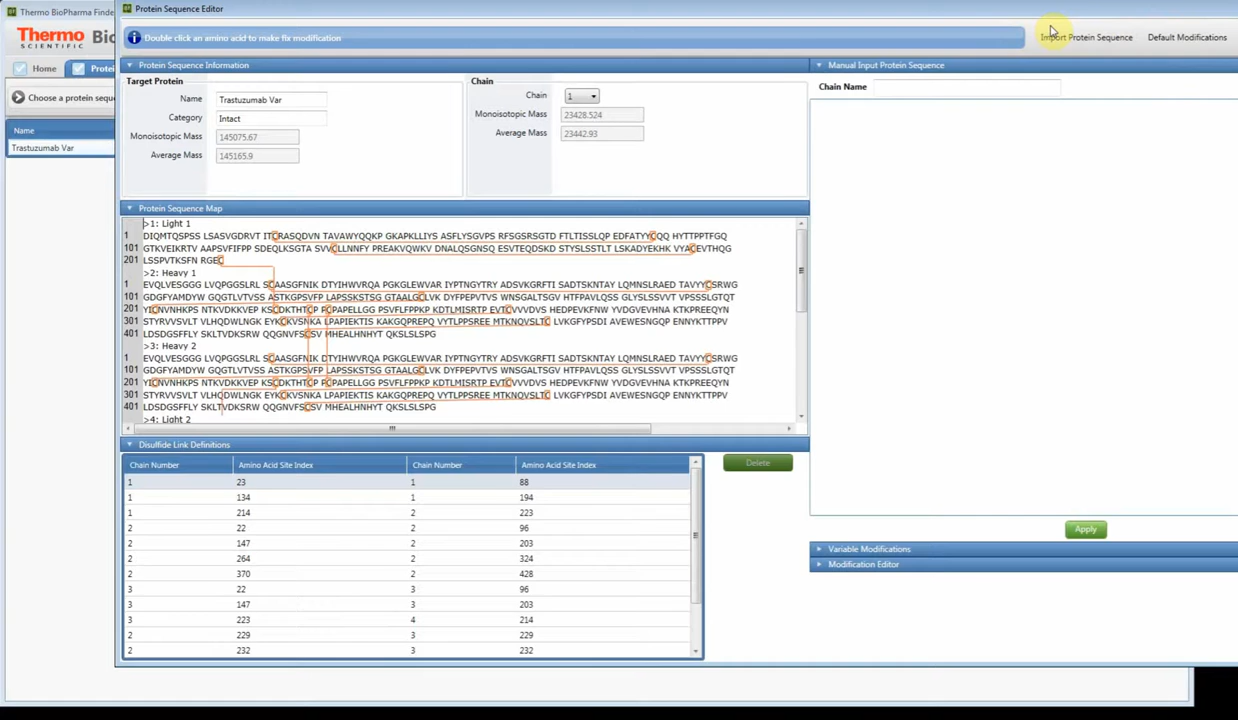 Thermo BioPharma Finde
Protein Sequence Editor
Thermo
SCIENTIFIC
Bio
Double click an amino acid to make fix modification
Import Protein Sequence
Default Modifications
Home
Protei
Choose a protein sequ
Name
Trastuzumab Var
Protein Sequence Information
Target Protein
Name
Trastuzumab Var
Category
Intact
Monoisotopic Mass
145075.67
Average Mass
145165.9
Chain
Chain
1
Monoisotopic Mass
23428.524
Average Mass
23442.93
Manual Input Protein Sequence
Chain Name
Protein Sequence Map
>1: Light 1
1 DIQMTQSPSS LSASVGDRVT ITCRASQDVN TAVAWYQQKP GKAPKLLIYS ASFLYSGVPS RFSGSRSGTD FTLTISSLQP EDFATYYCQQ HYTTPPTFGQ
101 GTKVEIKRTV AAPSVFIFPP SDEQLKSGTA SVVCLLNNFY PREAKVQWKV DNALQSGNSQ ESVTEQDSKD STYSLSSTLT LSKADYEKHK VYACEVTHQG
201 LSSPVTKSFN RGEC
>2: Heavy 1
1 EVQLVESGGG LVQPGGSLRL SCAASGFNIK DTYIHWVRQA PGKGLEWVAR IYPTNGYTRY ADSVKGRFTI SADTSKNTAY LQMNSLRAED TAVYYCSRWG
101 GDGFYAMDYW GQGTLVTVSS ASTKGPSVFP LAPSSKSTSG GTAALGCLVK DYFPEPVTVS WNSGALTSGV HTFPAVLQSS GLYSLSSVVT VPSSSLGTQT
201 YICNVNHKPS NTKVDKKVEP KSCDKTHTCP PCPAPELLGG PSVFLFPPKP KDTLMISRTP EVTCVVVDVS HEDPEVKFNW YVDGVEVHNA KTKPREEQYN
301 STYRVVSVLT VLHQDWLNGK EYKCKVSNKA LPAPIEKTIS KAKGQPREPQ VYTLPPSREE MTKNQVSLTC LVKGFYPSDI AVEWESNGQP ENNYKTTPPV
401 LDSDGSFFLY SKLTVDKSRW QQGNVFSCSV MHEALHNHYT QKSLSLSPG
>3: Heavy 2
1 EVQLVESGGG LVQPGGSLRL SCAASGFNIK DTYIHWVRQA PGKGLEWVAR IYPTNGYTRY ADSVKGRFTI SADTSKNTAY LQMNSLRAED TAVYYCSRWG
101 GDGFYAMDYW GQGTLVTVSS ASTKGPSVFP LAPSSKSTSG GTAALGCLVK DYFPEPVTVS WNSGALTSGV HTFPAVLQSS GLYSLSSVVT VPSSSLGTQT
201 YICNVNHKPS NTKVDKKVEP KSCDKTHTCP PCPAPELLGG PSVFLFPPKP KDTLMISRTP EVTCVVVDVS HEDPEVKFNW YVDGVEVHNA KTKPREEQYN
301 STYRVVSVLT VLHQDWLNGK EYKCKVSNKA LPAPIEKTIS KAKGQPREPQ VYTLPPSREE MTKNQVSLTC LVKGFYPSDI AVEWESNGQP ENNYKTTPPV
401 LDSDGSFFLY SKLTVDKSRW QQGNVFSCSV MHEALHNHYT QKSLSLSPG
>4: Light 2
Disulfide Link Definitions
Chain Number Amino Acid Site Index Chain Number Amino Acid Site Index
1 23 1 88
1 134 1 194
1 214 2 223
2 22 2 96
2 147 2 203
2 264 2 324
2 370 2 428
3 22 3 96
3 147 3 203
3 223 4 214
2 229 3 229
2 232 3 232
Delete
Apply
Variable Modifications
Modification Editor